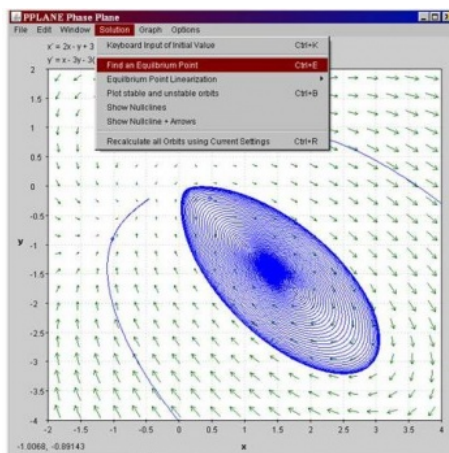 PPLANE Phase Plane
File Edit Window Solution Graph Options
x' = 2x - y + 3
y' = x - 3y - 3(
Keyboard Input of Initial Value Ctrl+K
Find an Equilibrium Point Ctrl+E
Equilibrium Point Linearization
Plot stable and unstable orbits Ctrl+B
Show Nullclines
Show Nullcline + Arrows
Recalculate all Orbits using Current Settings Ctrl+R
2
1.5
1
0.5
0
-0.5
-1
y
-1.5
-2
-2.5
-3
-3.5
-4
-2 -1.5 -1 -0.5 0 0.5 1 1.5 2 2.5 3 3.5 4
-1.0068, -0.89143 x